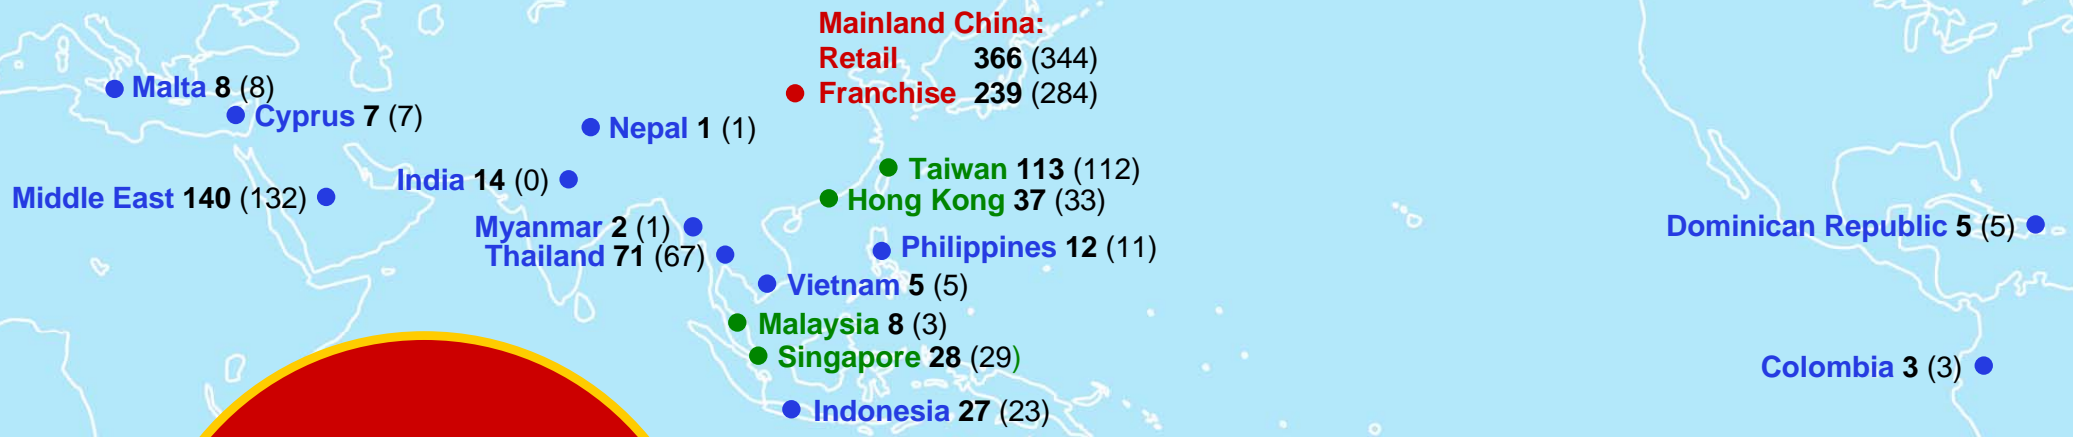 Mainland China:
Retail 366 (344)
Franchise 239 (284)
Malta 8 (8)
Cyprus 7 (7)
Nepal 1 (1)
Taiwan 113 (112)
India 14 (0)
Middle East 140 (132)
Hong Kong 37 (33)
Myanmar 2 (1)
Dominican Republic 5 (5)
Thailand 71 (67)
Philippines 12 (11)
Vietnam 5 (5)
Malaysia 8 (3)
Singapore 28 (29)
Colombia 3 (3)
Indonesia 27 (23)